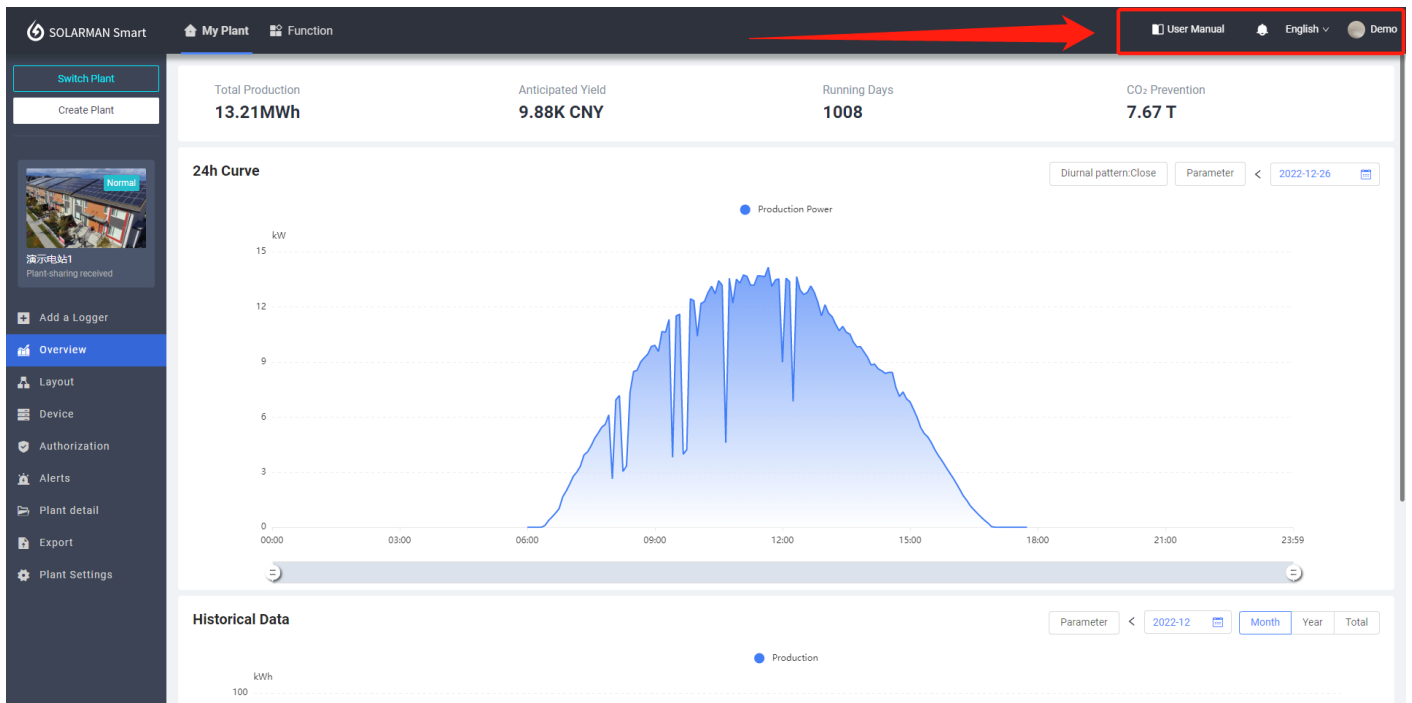 SOLARMAN Smart
My Plant
Function
User Manual
English
Demo
Switch Plant
Create Plant
Normal
演示电站1
Plant-sharing received
Add a Logger
Overview
Layout
Device
Authorization
Alerts
Plant detail
Export
Plant Settings
Total Production
13.21MWh
Anticipated Yield
9.88K CNY
Running Days
1008
CO₂ Prevention
7.67 T
24h Curve
Diurnal pattern:Close
Parameter
<
2022-12-26
Production Power
kW
15
12
9
6
3
0
00:00
03:00
06:00
09:00
12:00
15:00
18:00
21:00
23:59
Historical Data
Parameter
<
2022-12
Month
Year
Total
Production
kWh
100